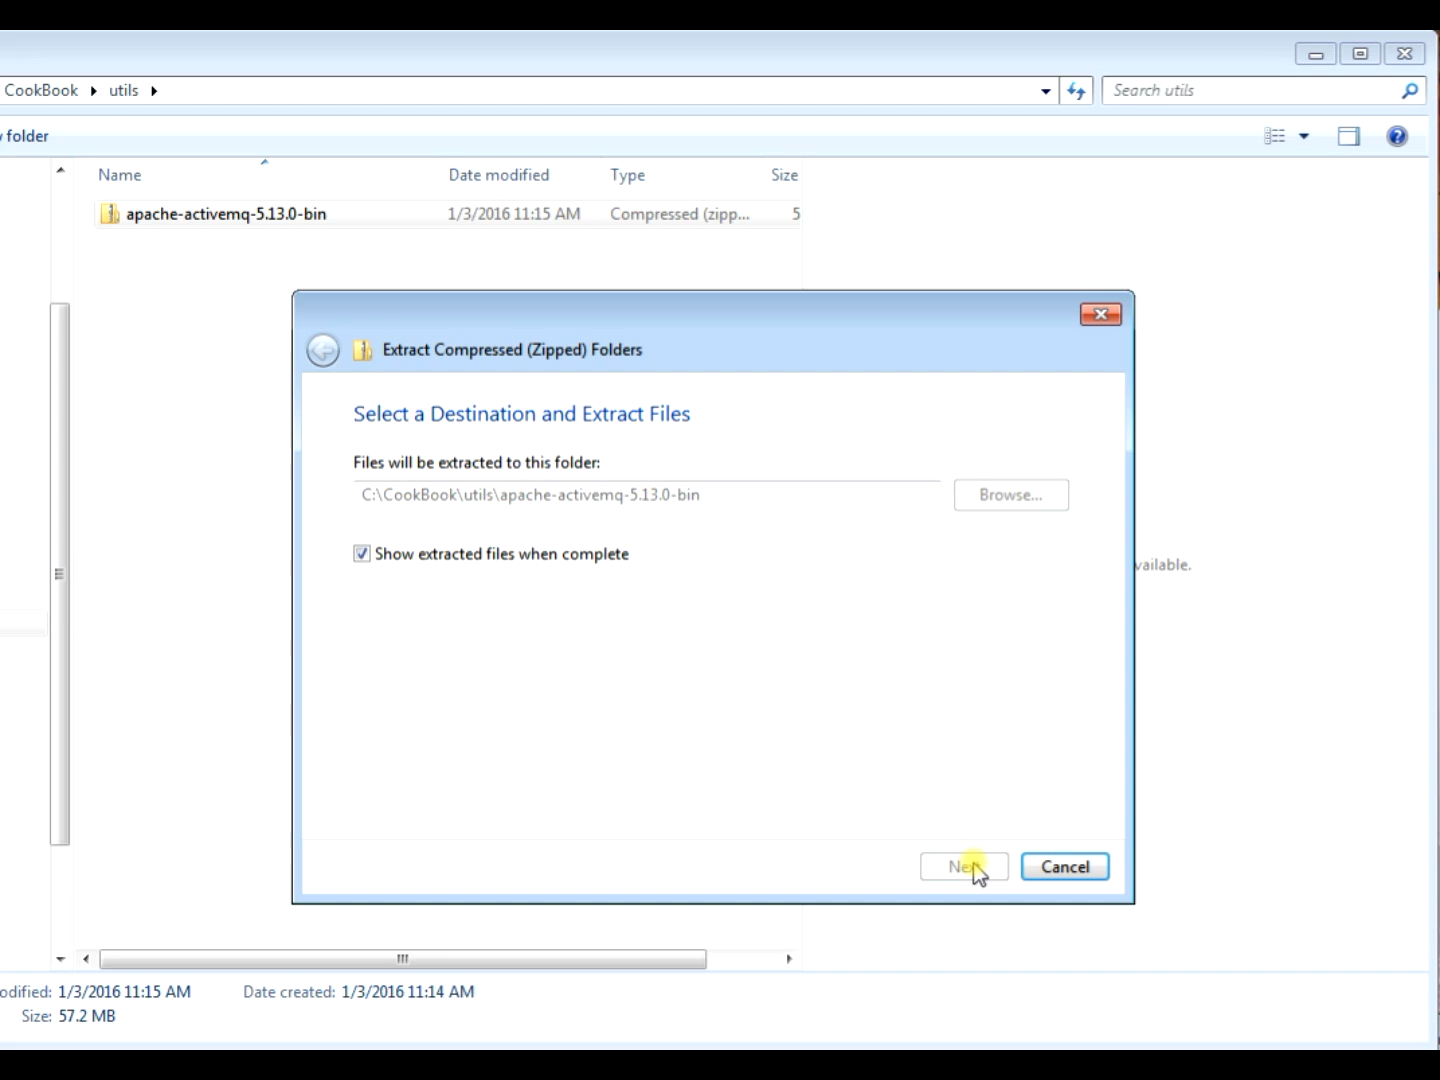 CookBook utils
Search utils
folder
Name Date modified Type Size
apache-activemq-5.13.0-bin 1/3/2016 11:15 AM Compressed (zipp... 5
Extract Compressed (Zipped) Folders
Select a Destination and Extract Files
Files will be extracted to this folder:
C:\CookBook\utils\apache-activemq-5.13.0-bin Browse...
Show extracted files when complete
vailable.
Cancel
odified: 1/3/2016 11:15 AM Date created: 1/3/2016 11:14 AM
Size: 57.2 MB